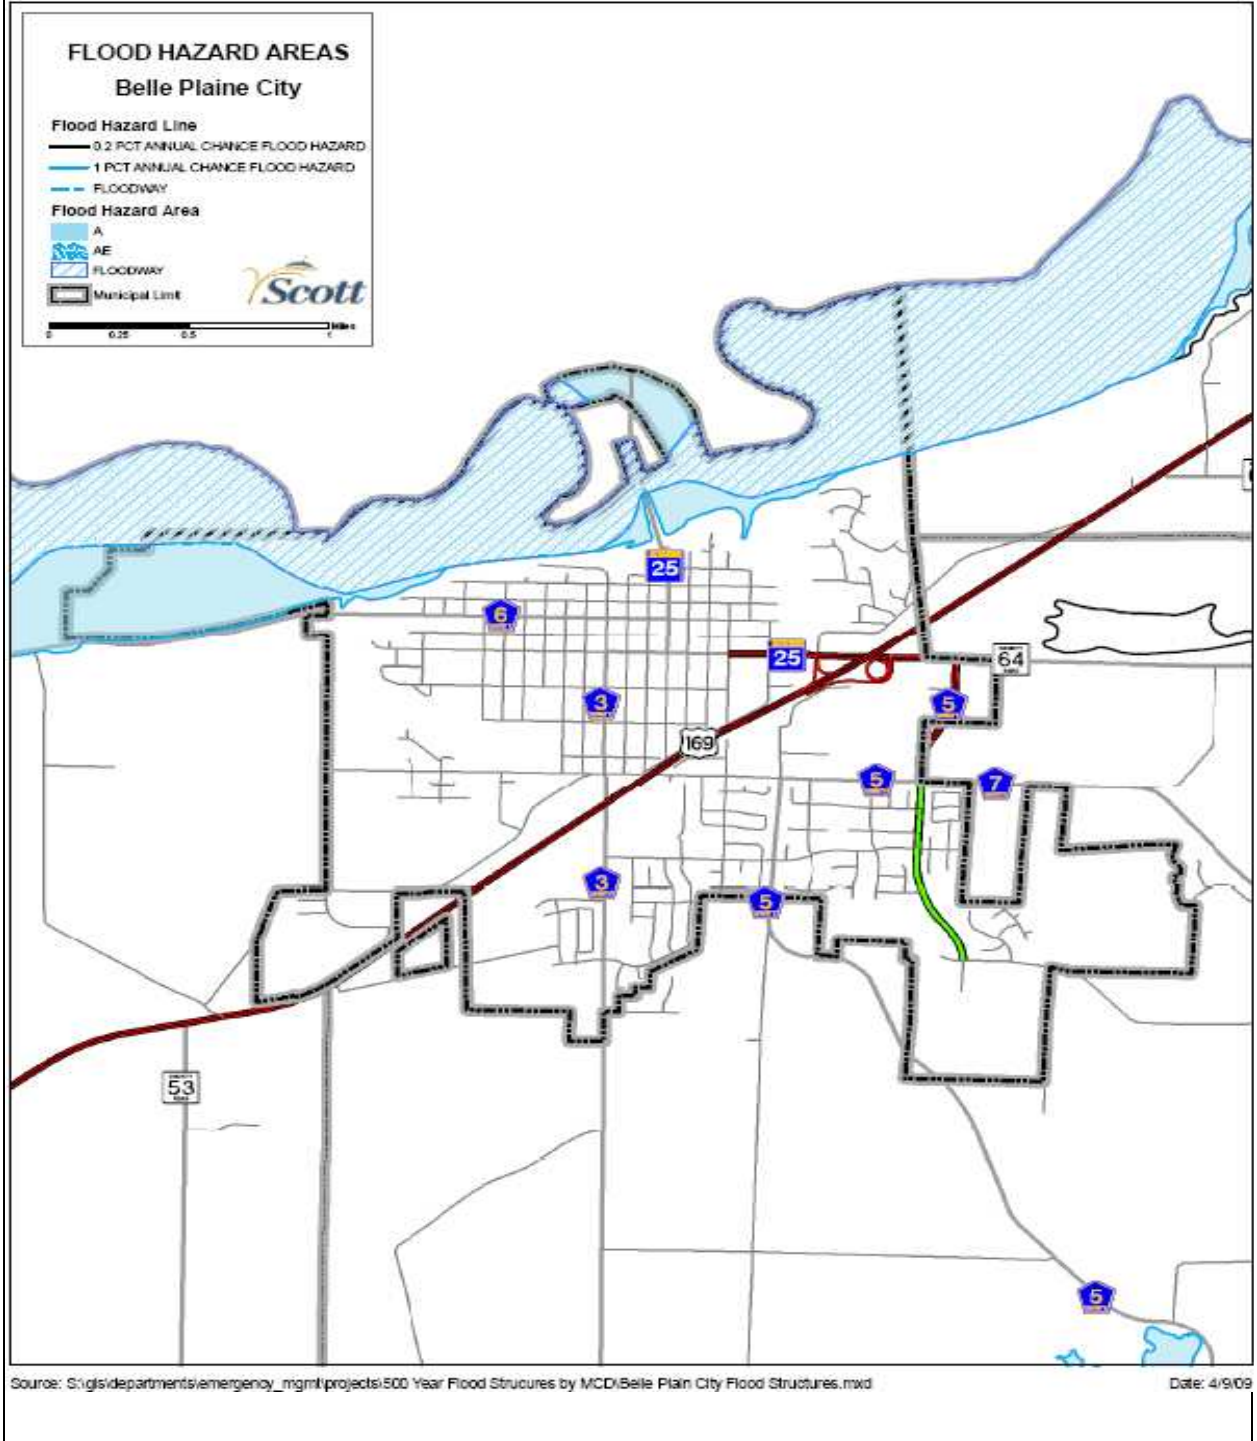 FLOOD HAZARD AREAS
Belle Plaine City
Flood Hazard Line
0.2 PCT ANNUAL CHANCE FLOOD HAZARD
1 PCT ANNUAL CHANCE FLOOD HAZARD
FLOODWAY
Flood Hazard Area
A
AE
FLOODWAY
Municipal Limit
Scott
Miles
0 0.25 0.5 1
25
6
25
64
3
5
169
5
7
3
5
53
5
Source: S:\gis\departments\emergency_mgmt\projects\500 Year Flood Strucures by MCD\Belle Plain City Flood Structures.mxd
Date: 4/9/09